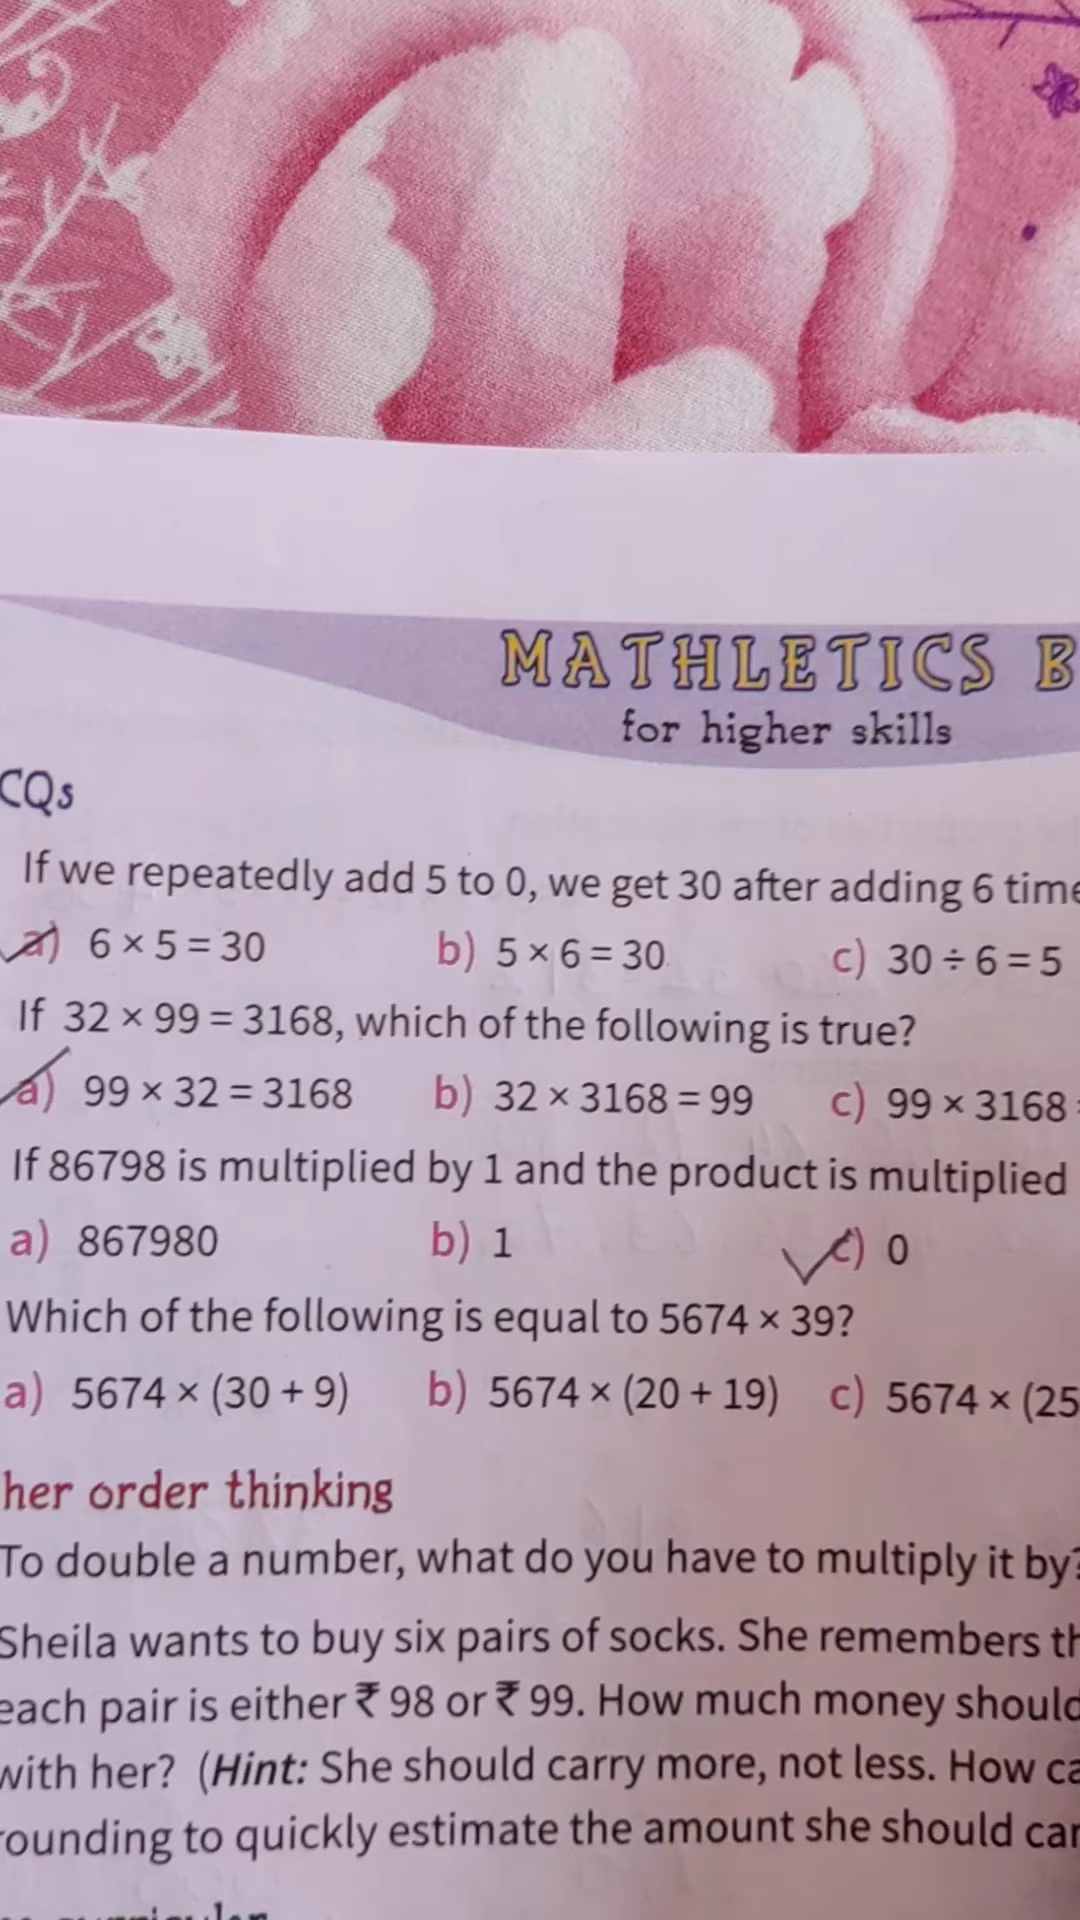 MATHLETICS B
for higher skills
CQs
If we repeatedly add 5 to 0, we get 30 after adding 6 time
a) 6 × 5 = 30 b) 5 × 6 = 30 c) 30 ÷ 6 = 5
If 32 × 99 = 3168, which of the following is true?
a) 99 × 32 = 3168 b) 32 × 3168 = 99 c) 99 × 3168
If 86798 is multiplied by 1 and the product is multiplied
a) 867980 b) 1 c) 0
Which of the following is equal to 5674 × 39?
a) 5674 × (30 + 9) b) 5674 × (20 + 19) c) 5674 × (25
her order thinking
To double a number, what do you have to multiply it by?
Sheila wants to buy six pairs of socks. She remembers th
each pair is either ₹ 98 or ₹ 99. How much money should
with her? (Hint: She should carry more, not less. How ca
rounding to quickly estimate the amount she should car